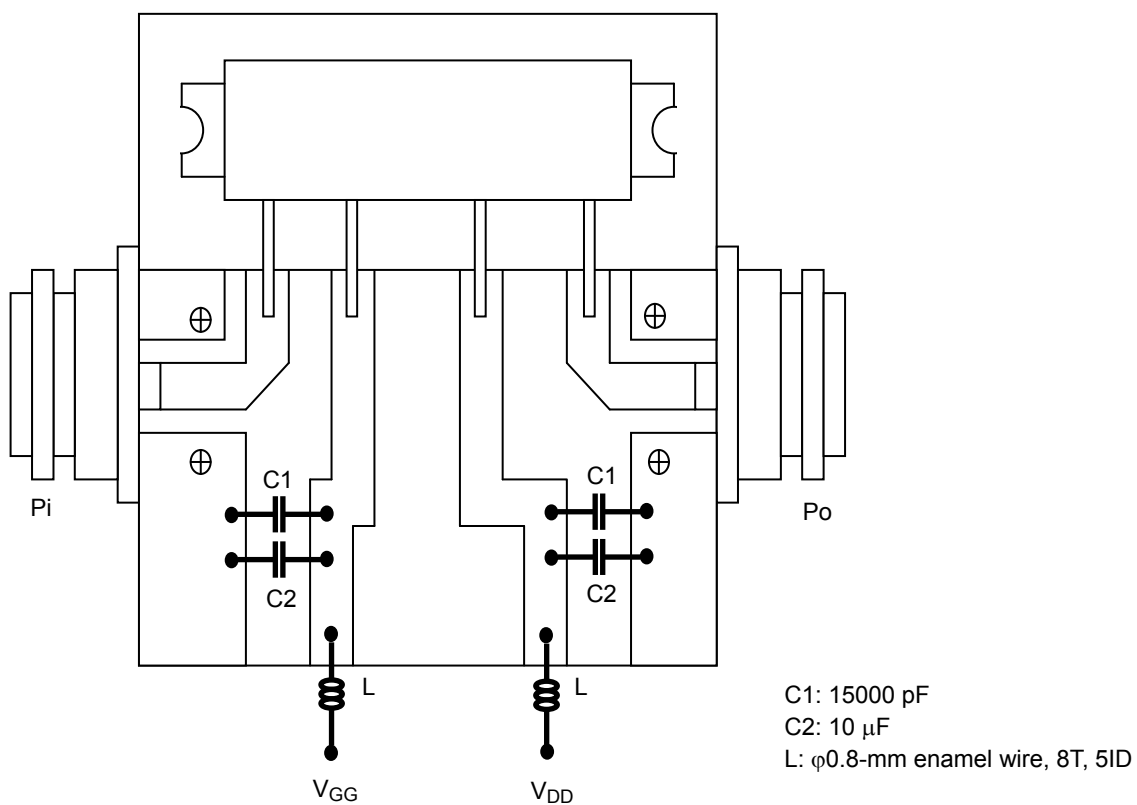 Pi
C1
C1
Po
C2
C2
L
L
VGG
VDD
C1: 15000 pF
C2: 10 μF
L: φ0.8-mm enamel wire, 8T, 5ID